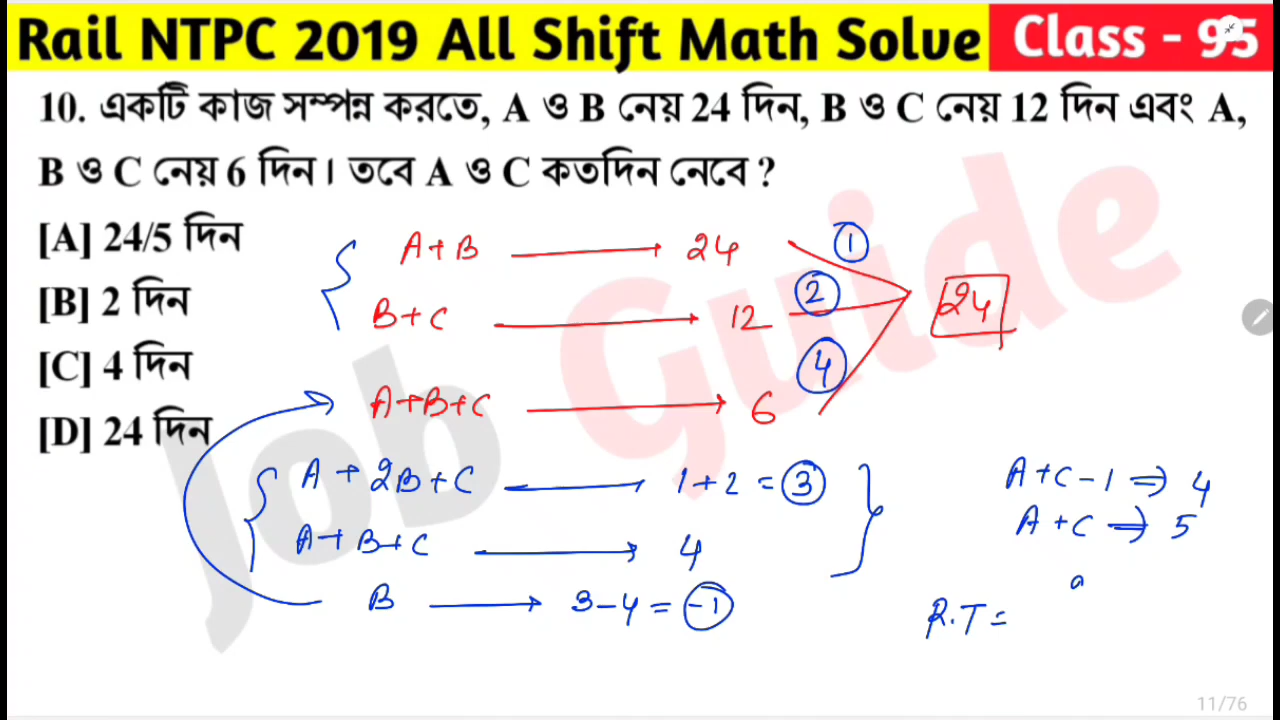 Rail NTPC 2019 All Shift Math Solve Class - 95
10. একটি কাজ সম্পন্ন করতে, A ও B নেয় 24 দিন, B ও C নেয় 12 দিন এবং A,
B ও C নেয় 6 দিন। তবে A ও C কতদিন নেবে ?
[A] 24/5 দিন
[B] 2 দিন
[C] 4 দিন
[D] 24 দিন
A+B → 24 ①
B+C → 12 ② 24
A+B+C → 6 ④
A + 2B + C → 1 + 2 = ③
A + B + C → 4
B → 3 - 4 = -1
A + C - 1 ⇒ 4
A + C ⇒ 5
R.T =
Job Guide
11/76